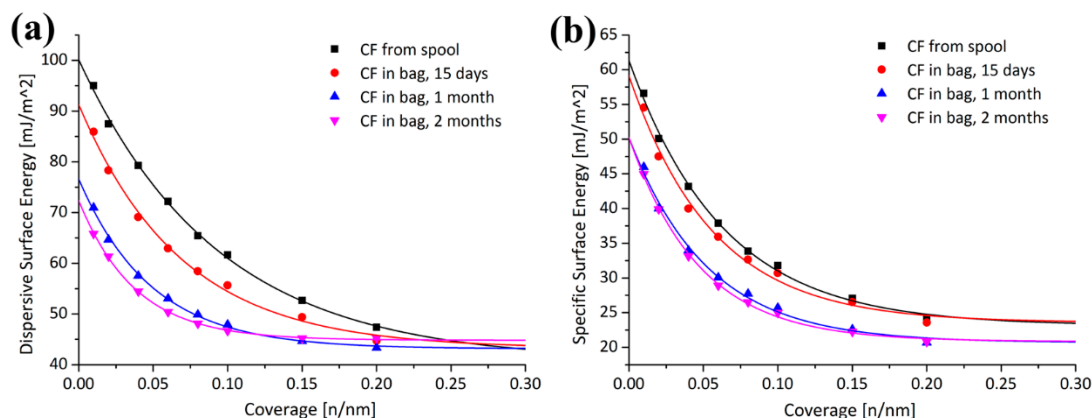 (a)
CF from spool
CF in bag, 15 days
CF in bag, 1 month
CF in bag, 2 months
Dispersive Surface Energy [mJ/m^2]
100
90
80
70
60
50
40
0.00 0.05 0.10 0.15 0.20 0.25 0.30
Coverage [n/nm]
(b)
CF from spool
CF in bag, 15 days
CF in bag, 1 month
CF in bag, 2 months
Specific Surface Energy [mJ/m^2]
65
60
55
50
45
40
35
30
25
20
0.00 0.05 0.10 0.15 0.20 0.25 0.30
Coverage [n/nm]